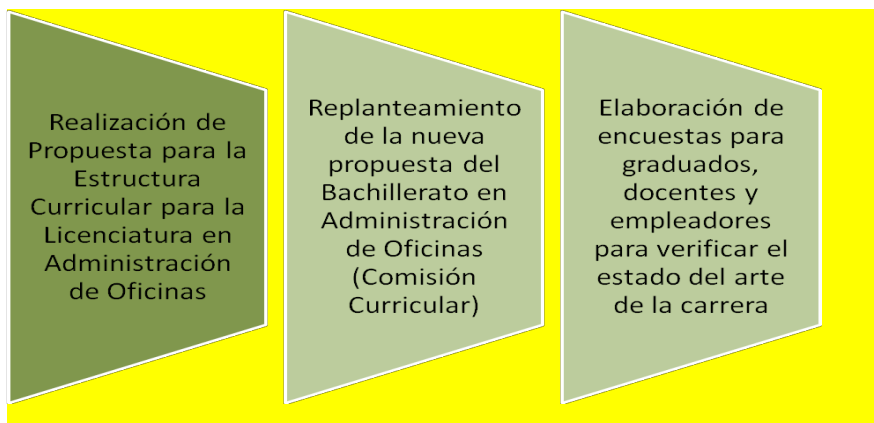 Realización de
Propuesta para la
Estructura
Curricular para la
Licenciatura en
Administración
de Oficinas
Replanteamiento
de la nueva
propuesta del
Bachillerato en
Administración
de Oficinas
(Comisión
Curricular)
Elaboración de
encuestas para
graduados,
docentes y
empleadores
para verificar el
estado del arte
de la carrera